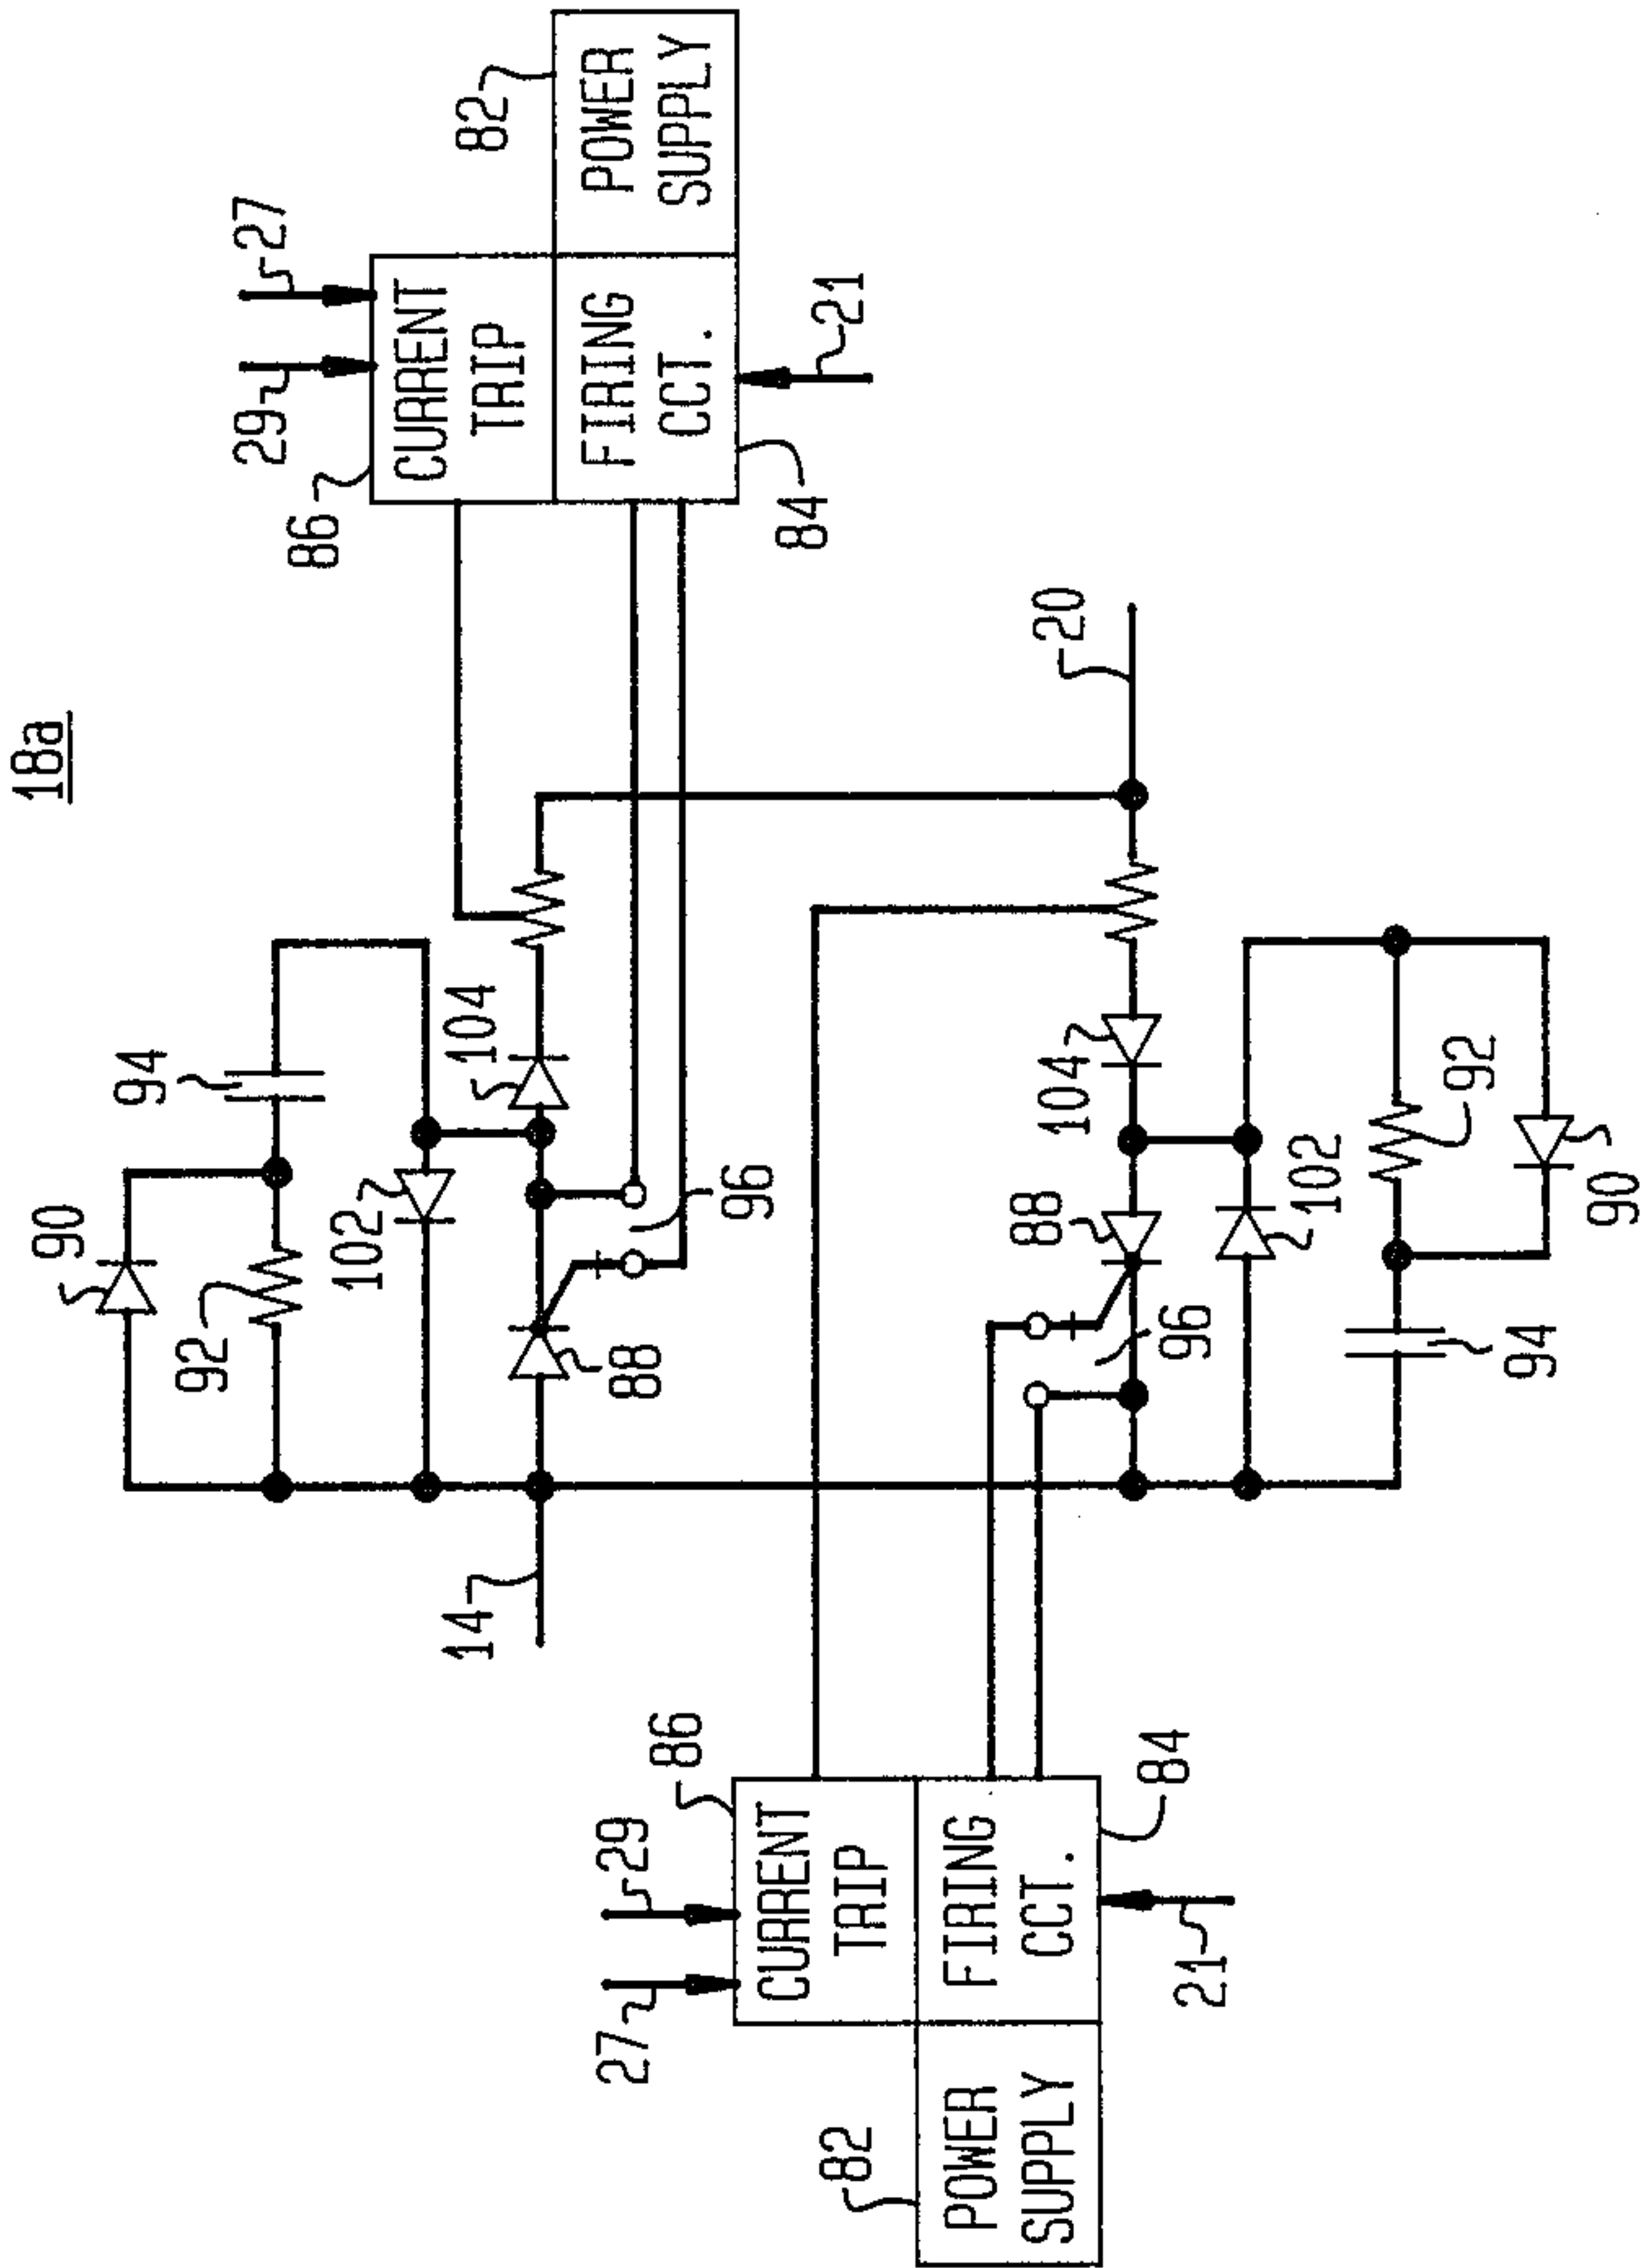 18a
90
94
92
29
27
86
102
CURRENT
TRIP
14
104
82
FIRING
CCT.
POWER
SUPPLY
88
27
29
86
96
84
21
CURRENT
TRIP
82
POWER
SUPPLY
FIRING
CCT.
88
104
20
84
96
21
102
92
94
90